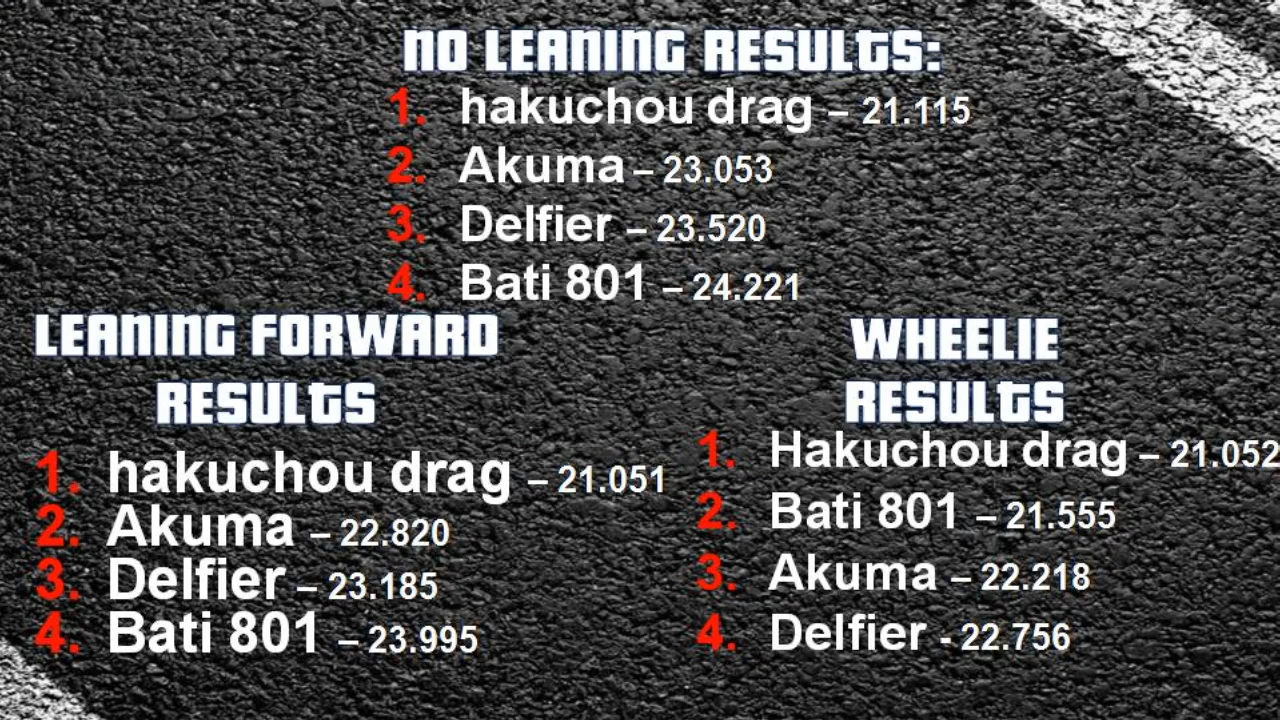 NO LEANING RESULTS:
1. hakuchou drag – 21.115
2. Akuma – 23.053
3. Delfier – 23.520
4. Bati 801 – 24.221
LEANING FORWARD
RESULTS
1. hakuchou drag – 21.051
2. Akuma – 22.820
3. Delfier – 23.185
4. Bati 801 – 23.995
WHEELIE
RESULTS
1. Hakuchou drag – 21.052
2. Bati 801 – 21.555
3. Akuma – 22.218
4. Delfier - 22.756